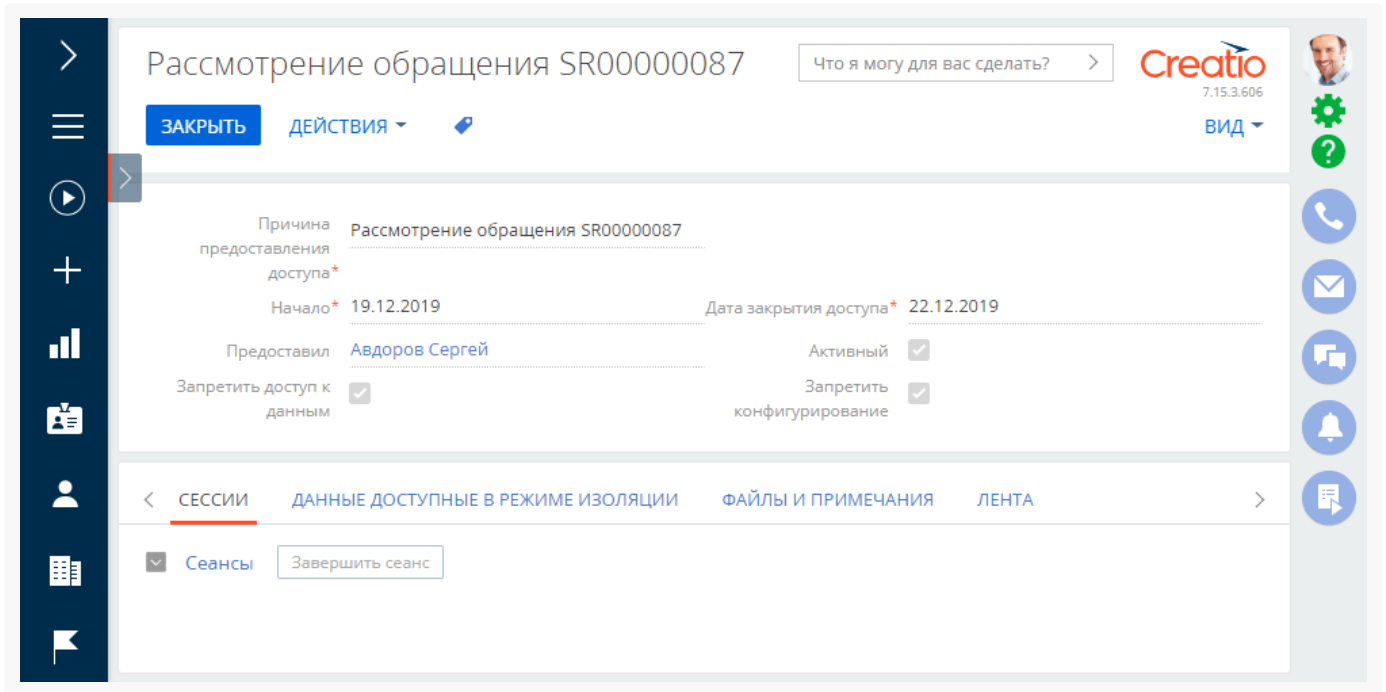 Рассмотрение обращения SR00000087
Что я могу для вас сделать?
Creatio
7.15.3.606
ЗАКРЫТЬ
ДЕЙСТВИЯ
ВИД
Причина
предоставления
доступа*
Рассмотрение обращения SR00000087
Начало* 19.12.2019
Дата закрытия доступа* 22.12.2019
Предоставил Авдоров Сергей
Активный
Запретить доступ к
данным
Запретить
конфигурирование
СЕССИИ
ДАННЫЕ ДОСТУПНЫЕ В РЕЖИМЕ ИЗОЛЯЦИИ
ФАЙЛЫ И ПРИМЕЧАНИЯ
ЛЕНТА
Сеансы
Завершить сеанс